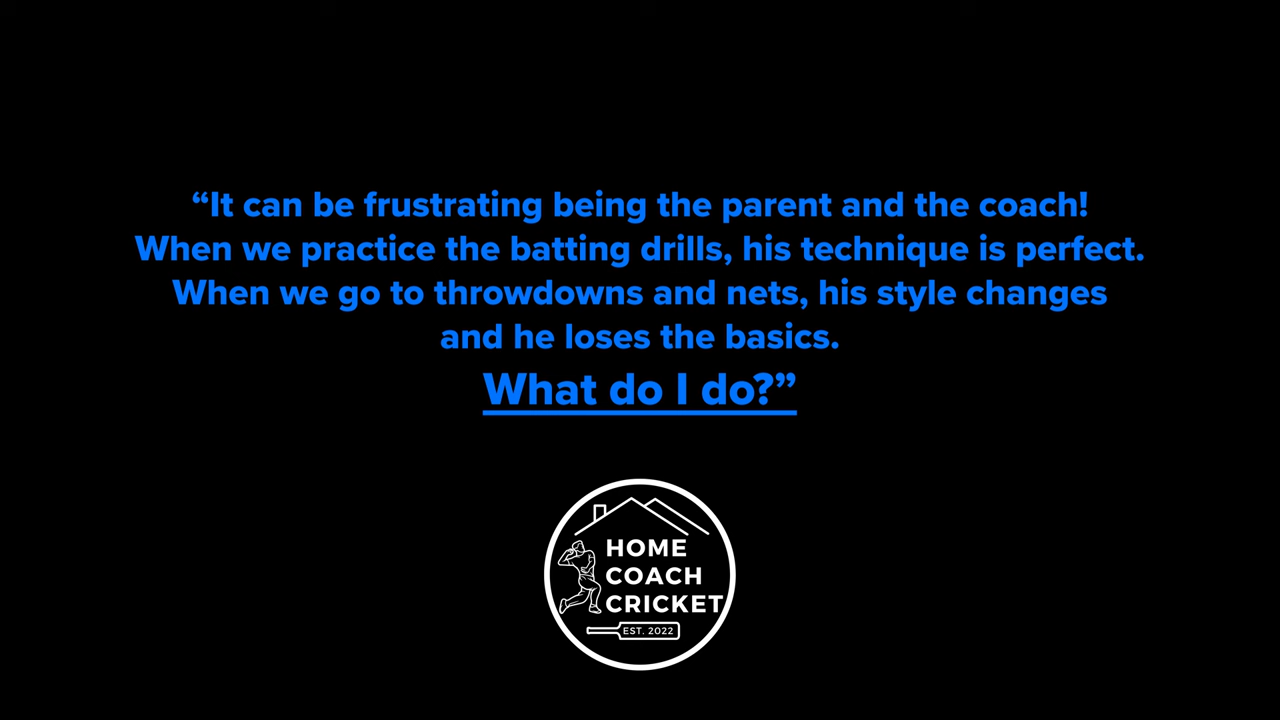 “It can be frustrating being the parent and the coach!
When we practice the batting drills, his technique is perfect.
When we go to throwdowns and nets, his style changes
and he loses the basics.
What do I do?”
HOME
COACH
CRICKET
EST. 2022